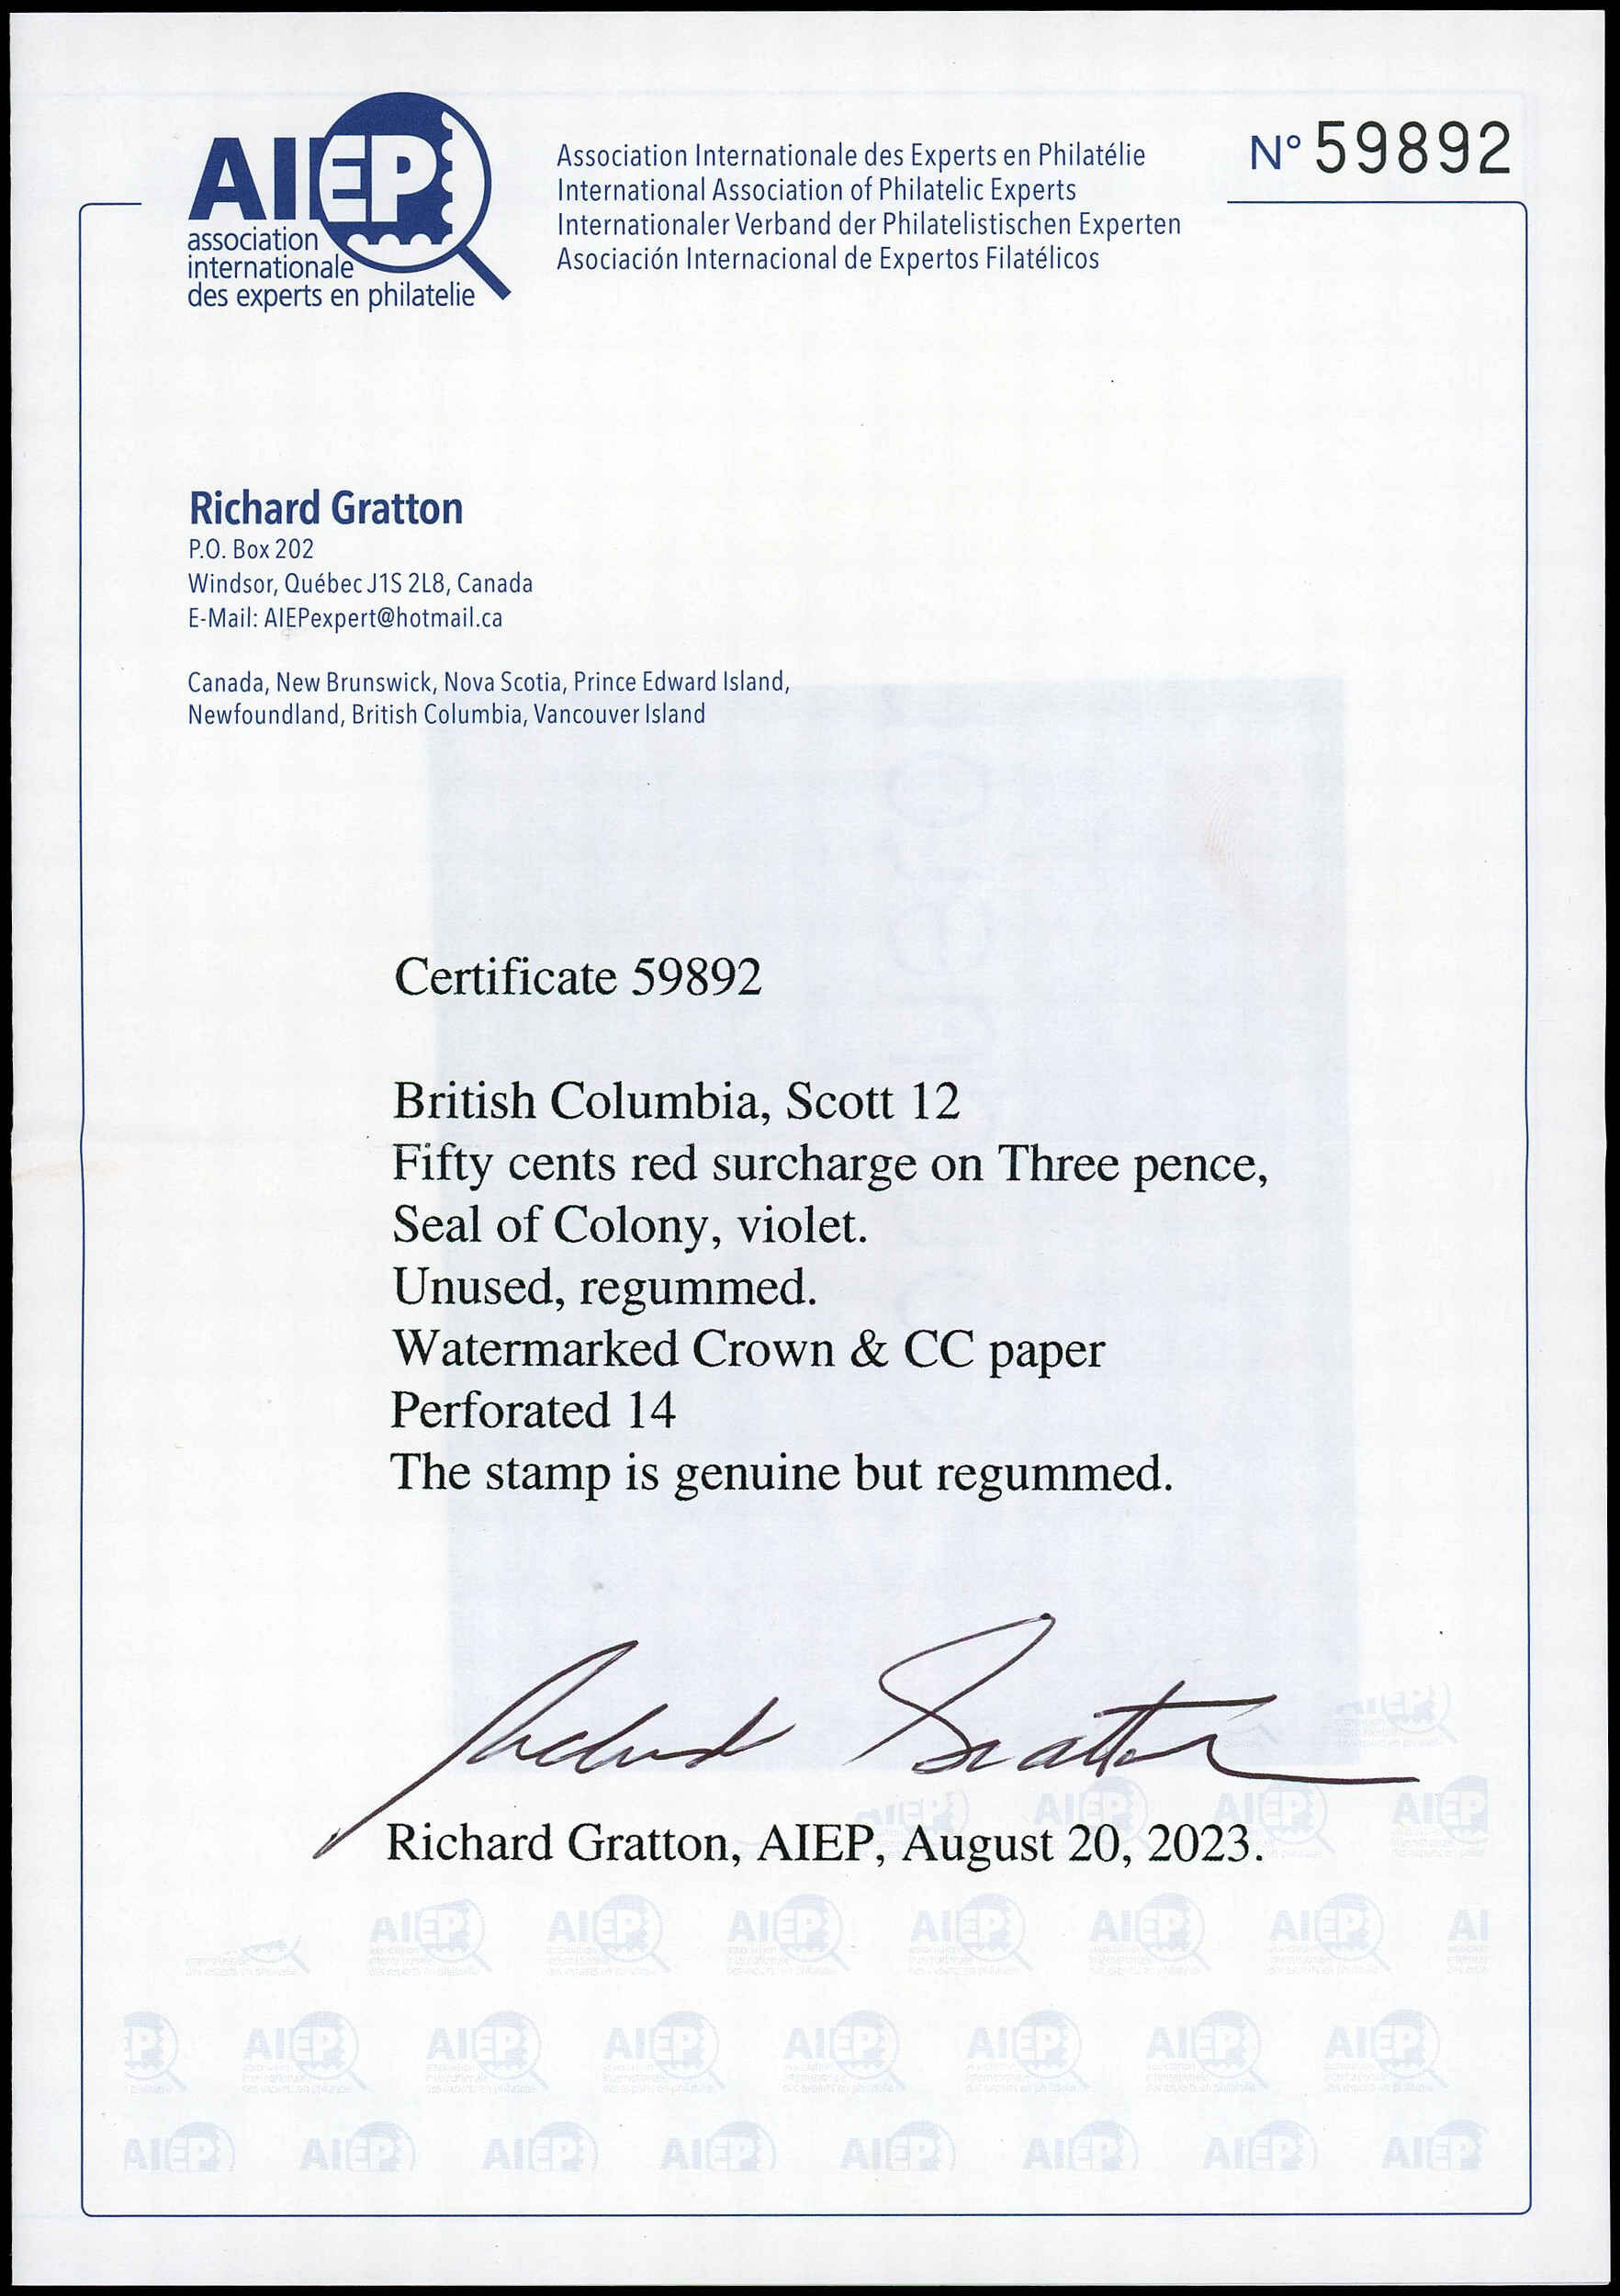 AIEP
association
internationale
des experts en philatelie
Association Internationale des Experts en Philatélie
International Association of Philatelic Experts
Internationaler Verband der Philatelistischen Experten
Asociación Internacional de Expertos Filatélicos
N° 59892
Richard Gratton
P.O. Box 202
Windsor, Québec J1S 2L8, Canada
E-Mail: AIEPexpert@hotmail.ca
Canada, New Brunswick, Nova Scotia, Prince Edward Island,
Newfoundland, British Columbia, Vancouver Island
Certificate 59892
British Columbia, Scott 12
Fifty cents red surcharge on Three pence,
Seal of Colony, violet.
Unused, regummed.
Watermarked Crown & CC paper
Perforated 14
The stamp is genuine but regummed.
Richard Gratton
Richard Gratton, AIEP, August 20, 2023.